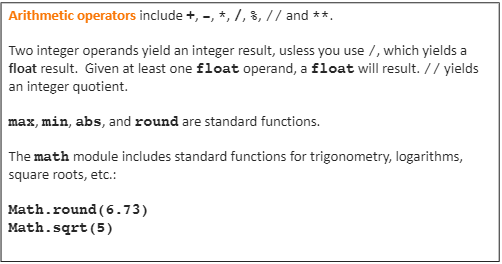 Arithmetic operators include +, –, *, /, %, // and **.
Two integer operands yield an integer result, usless you use /, which yields a
float result.  Given at least one float operand, a float will result. // yields
an integer quotient.
max, min, abs, and round are standard functions.
The math module includes standard functions for trigonometry, logarithms,
square roots, etc.:
Math.round(6.73)
Math.sqrt(5)